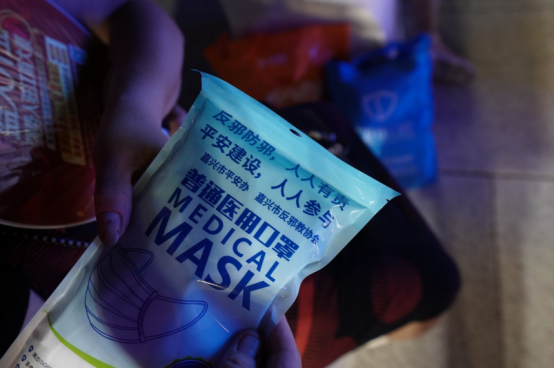 反邪防邪，人人有责
平安建设，人人参与
嘉兴市平安办 嘉兴市反邪教协会
普通医用口罩
MEDICAL
MASK